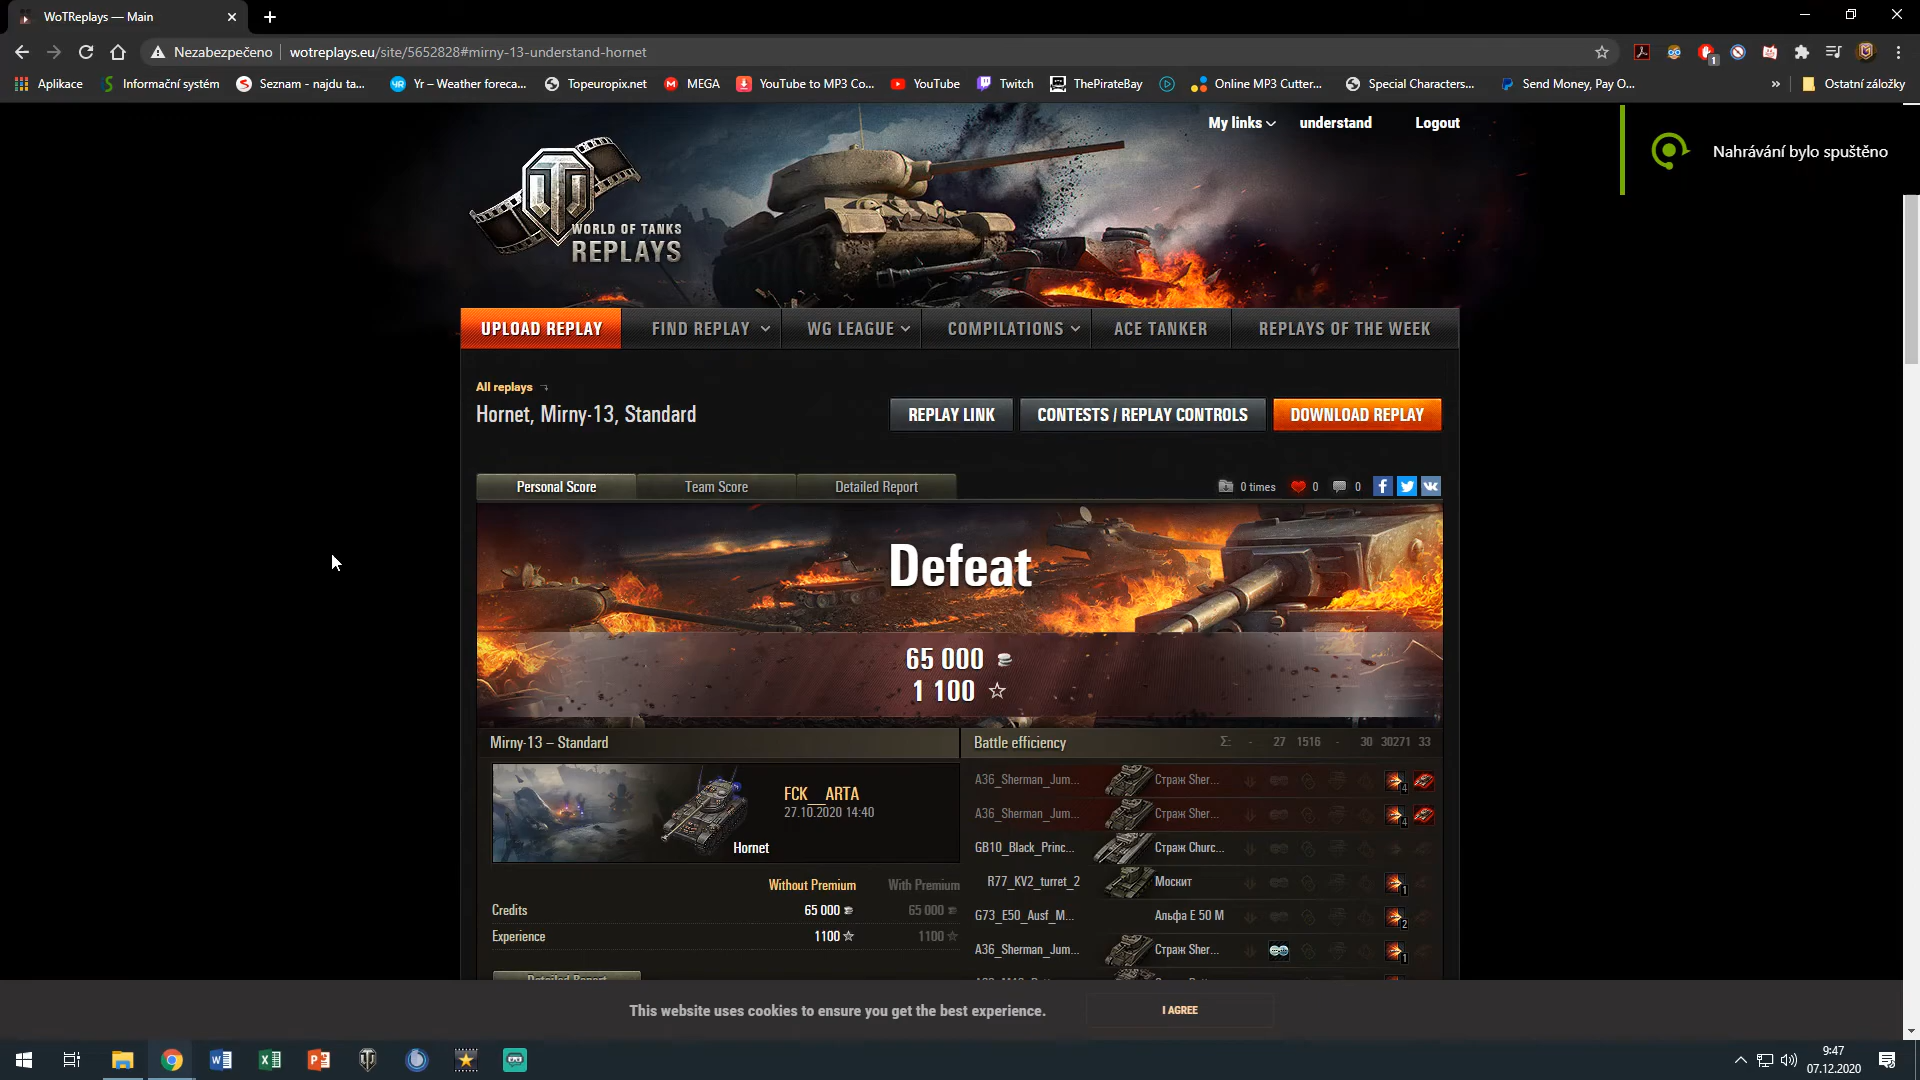 WoTReplays — Main
Nezabezpečeno
wotreplays.eu/site/5652828#mirny-13-understand-hornet
1
Aplikace
Informační systém
Seznam - najdu ta...
Yr – Weather foreca...
Topeuropix.net
MEGA
YouTube to MP3 Co...
YouTube
Twitch
ThePirateBay
Online MP3 Cutter...
Special Characters...
Send Money, Pay O...
»
Ostatní záložky
My links
understand
Logout
Nahrávání bylo spuštěno
WORLD OF TANKS
REPLAYS
UPLOAD REPLAY
FIND REPLAY
WG LEAGUE
COMPILATIONS
ACE TANKER
REPLAYS OF THE WEEK
All replays
Hornet, Mirny-13, Standard
REPLAY LINK
CONTESTS / REPLAY CONTROLS
DOWNLOAD REPLAY
Personal Score
Team Score
Detailed Report
0 times
0
0
Defeat
65 000
1 100
Mirny-13 – Standard
Battle efficiency
Σ: - 27 1516 - 30 30271 33
FCK__ARTA
27.10.2020 14:40
Hornet
Without Premium
With Premium
Credits 65 000 65 000
Experience 1100 1100
Detailed Report
A36_Sherman_Jum... Страж Sher... 4
A36_Sherman_Jum... Страж Sher... 4
GB10_Black_Princ... Страж Churc...
R77_KV2_turret_2 Москит 1
G73_E50_Ausf_M... Альфа E 50 M 2
A36_Sherman_Jum... Страж Sher... 1
This website uses cookies to ensure you get the best experience.
I AGREE
9:47
07.12.2020